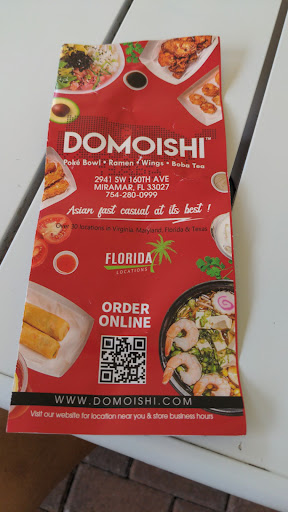 DOMOISHI™
Poké Bowl • Ramen • Wings • Boba Tea
2941 SW 160TH AVE
MIRAMAR, FL 33027
754-280-0999
Asian fast casual at its best !
Over 30 locations in Virginia, Maryland, Florida & Texas
FLORIDA
LOCATIONS
ORDER
ONLINE
WWW.DOMOISHI.COM
Visit our website for location near you & store business hours